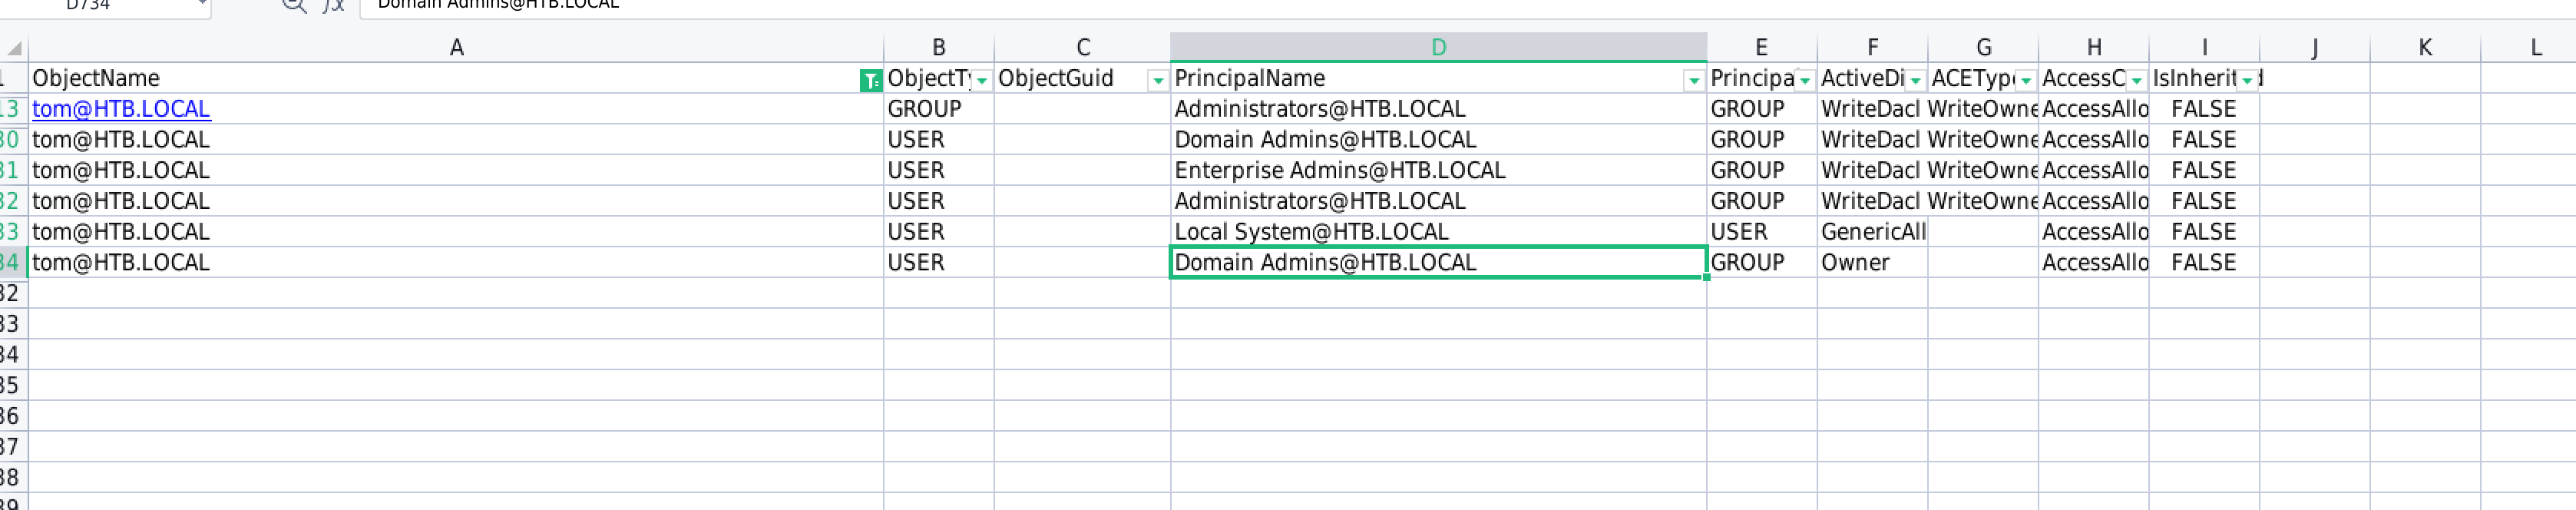 D734 fx Domain Admins@HTB.LOCAL
A B C D E F G H I J K L
1 ObjectName ObjectTy ObjectGuid PrincipalName Principa ActiveDi ACEType AccessC IsInherited
13 tom@HTB.LOCAL GROUP Administrators@HTB.LOCAL GROUP WriteDacl WriteOwne AccessAllo FALSE
30 tom@HTB.LOCAL USER Domain Admins@HTB.LOCAL GROUP WriteDacl WriteOwne AccessAllo FALSE
31 tom@HTB.LOCAL USER Enterprise Admins@HTB.LOCAL GROUP WriteDacl WriteOwne AccessAllo FALSE
32 tom@HTB.LOCAL USER Administrators@HTB.LOCAL GROUP WriteDacl WriteOwne AccessAllo FALSE
33 tom@HTB.LOCAL USER Local System@HTB.LOCAL USER GenericAll AccessAllo FALSE
34 tom@HTB.LOCAL USER Domain Admins@HTB.LOCAL GROUP Owner AccessAllo FALSE
32
33
34
35
36
37
38
39